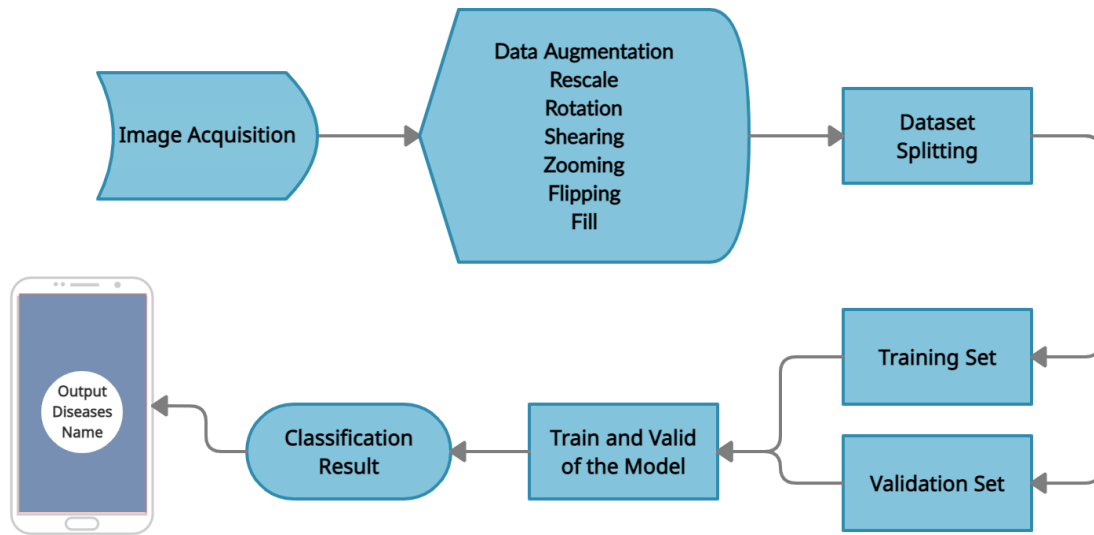 Image Acquisition
Data Augmentation
Rescale
Rotation
Shearing
Zooming
Flipping
Fill
Dataset
Splitting
Training Set
Validation Set
Train and Valid
of the Model
Classification
Result
Output
Diseases
Name